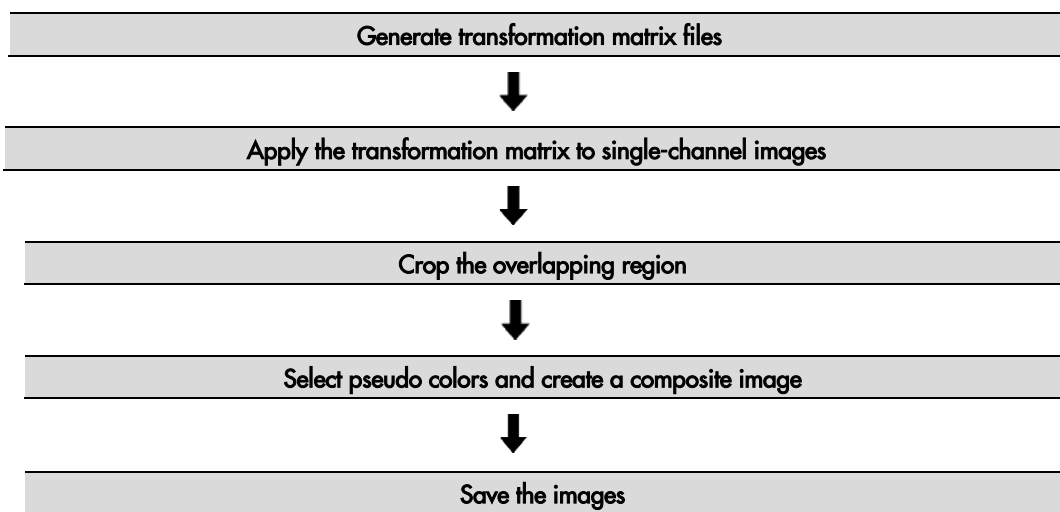 Generate transformation matrix files
Apply the transformation matrix to single-channel images
Crop the overlapping region
Select pseudo colors and create a composite image
Save the images